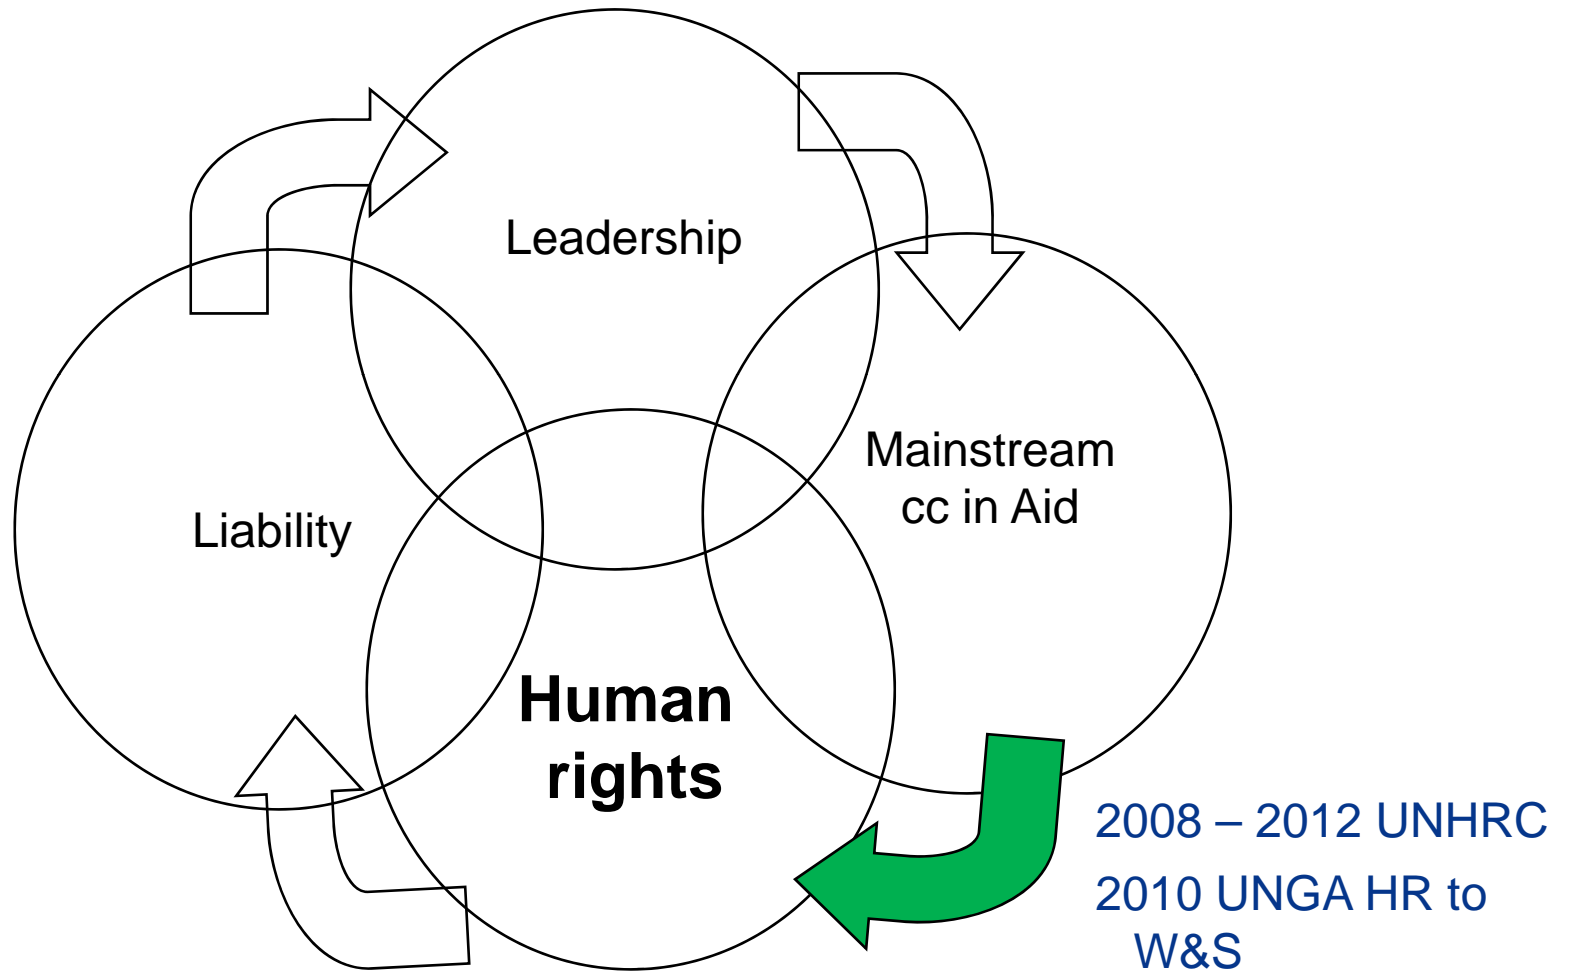 Leadership
Mainstream
cc in Aid
Liability
Human
rights
2008 – 2012 UNHRC
2010 UNGA HR to
W&S